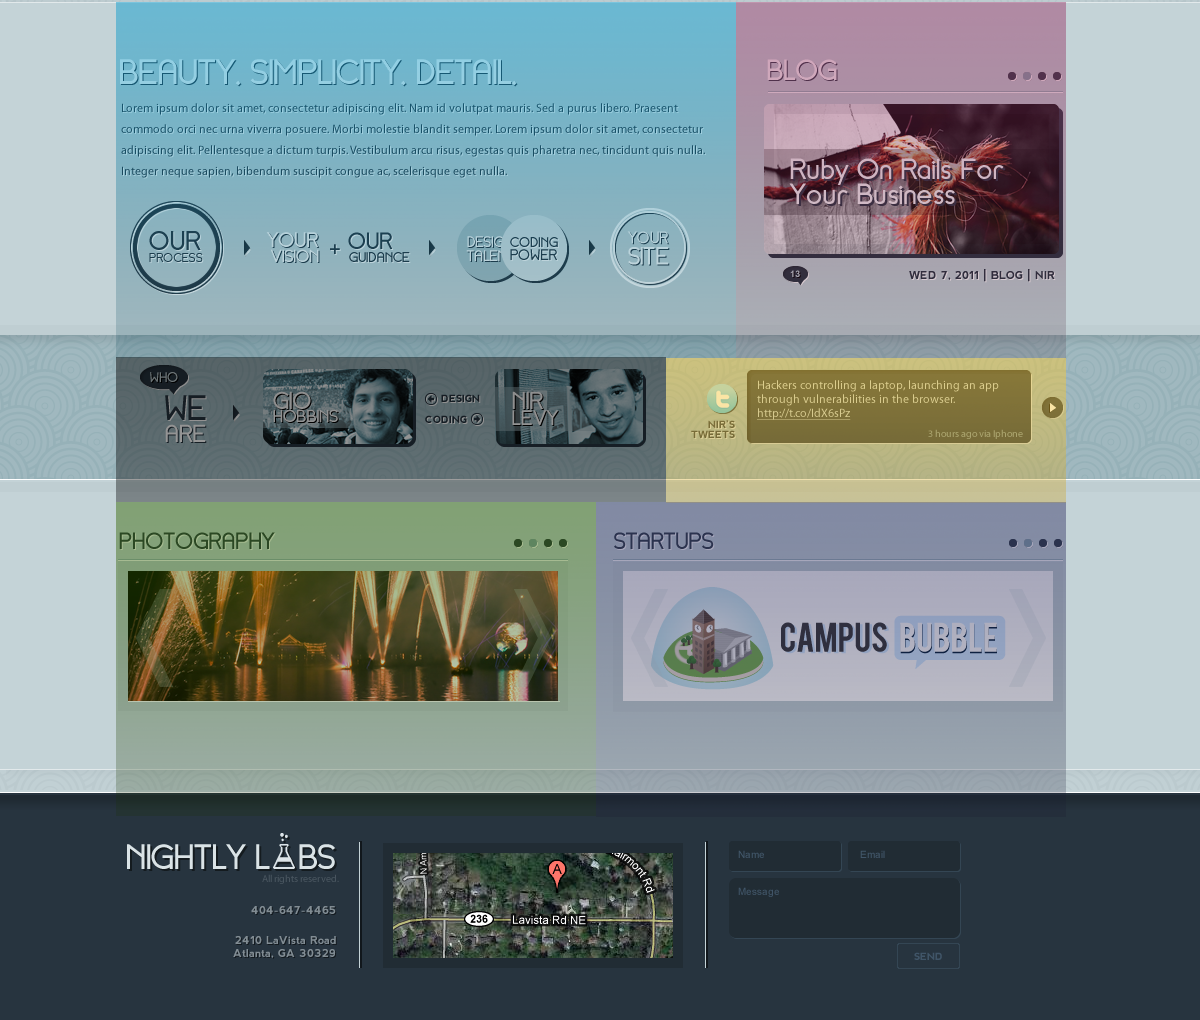 BEAUTY. SIMPLICITY. DETAIL.
Lorem ipsum dolor sit amet, consectetur adipiscing elit. Nam id volutpat mauris. Sed a purus libero. Praesent
commodo orci nec urna viverra posuere. Morbi molestie blandit semper. Lorem ipsum dolor sit amet, consectetur
adipiscing elit. Pellentesque a dictum turpis. Vestibulum arcu risus, egestas quis pharetra nec, tincidunt quis nulla.
Integer neque sapien, bibendum suscipit congue ac, scelerisque eget nulla.
OUR
PROCESS
YOUR
VISION
+
OUR
GUIDANCE
DESIG
TALEN
CODING
POWER
YOUR
SITE
BLOG
Ruby On Rails For
Your Business
13
WED 7, 2011 | BLOG | NIR
WHO
WE
ARE
GIO
HOBBINS
DESIGN
CODING
NIR
LEVY
NIR'S
TWEETS
Hackers controlling a laptop, launching an app
through vulnerabilities in the browser.
http://t.co/IdX6sPz
3 hours ago via Iphone
PHOTOGRAPHY
STARTUPS
CAMPUS BUBBLE
NIGHTLY LABS
All rights reserved.
404-647-4465
2410 LaVista Road
Atlanta, GA 30329
N Am
A
airmont Rd
236
Lavista Rd NE
Name
Email
Message
SEND